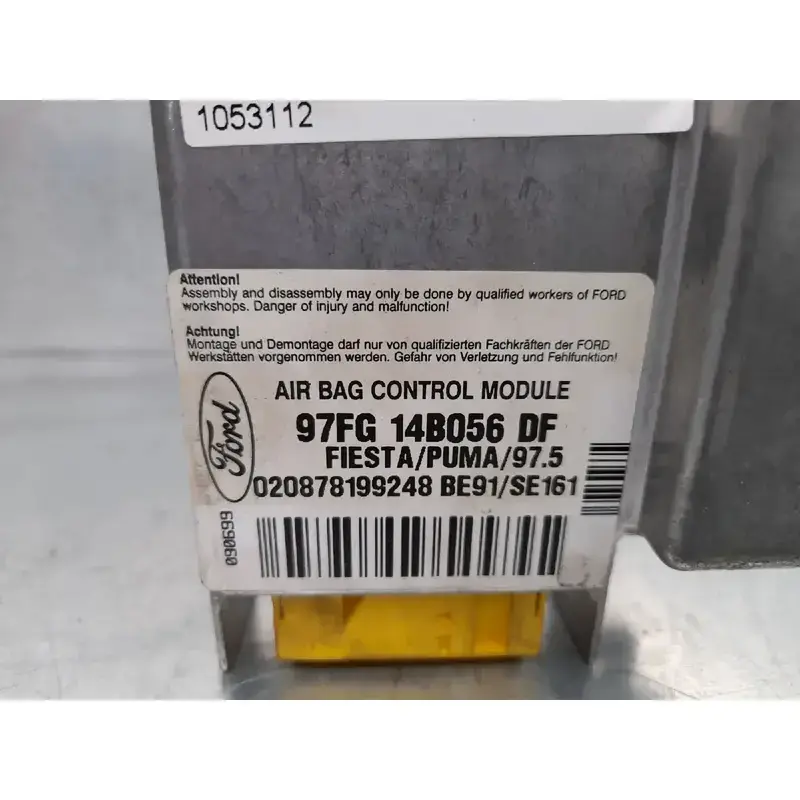 1053112
Attention!
Assembly and disassembly may only be done by qualified workers of FORD
workshops. Danger of injury and malfunction!
Achtung!
Montage und Demontage darf nur von qualifizierten Fachkräften der FORD
Werkstätten vorgenommen werden. Gefahr von Verletzung und Fehlfunktion!
Ford
AIR BAG CONTROL MODULE
97FG 14B056 DF
FIESTA/PUMA/97.5
020878199248 BE91/SE161
090699